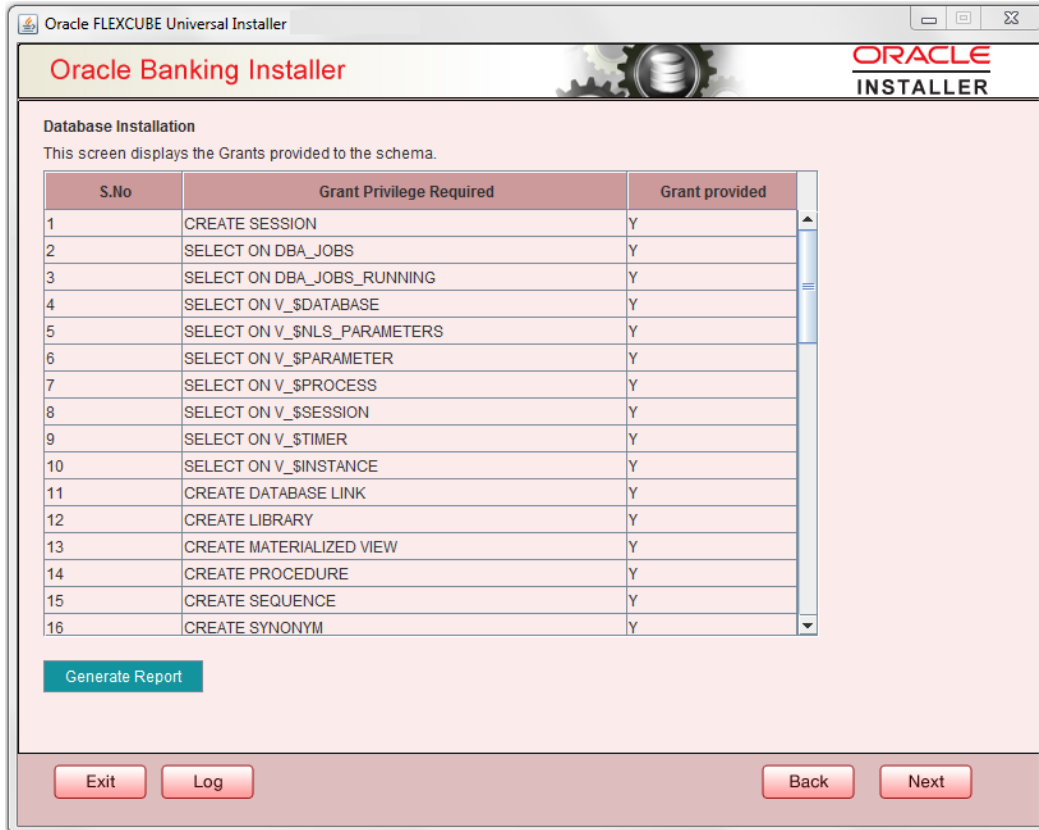 Oracle FLEXCUBE Universal Installer
Oracle Banking Installer
ORACLE
INSTALLER
Database Installation
This screen displays the Grants provided to the schema.
S.No Grant Privilege Required Grant provided
1 CREATE SESSION Y
2 SELECT ON DBA_JOBS Y
3 SELECT ON DBA_JOBS_RUNNING Y
4 SELECT ON V_$DATABASE Y
5 SELECT ON V_$NLS_PARAMETERS Y
6 SELECT ON V_$PARAMETER Y
7 SELECT ON V_$PROCESS Y
8 SELECT ON V_$SESSION Y
9 SELECT ON V_$TIMER Y
10 SELECT ON V_$INSTANCE Y
11 CREATE DATABASE LINK Y
12 CREATE LIBRARY Y
13 CREATE MATERIALIZED VIEW Y
14 CREATE PROCEDURE Y
15 CREATE SEQUENCE Y
16 CREATE SYNONYM Y
Generate Report
Exit Log Back Next